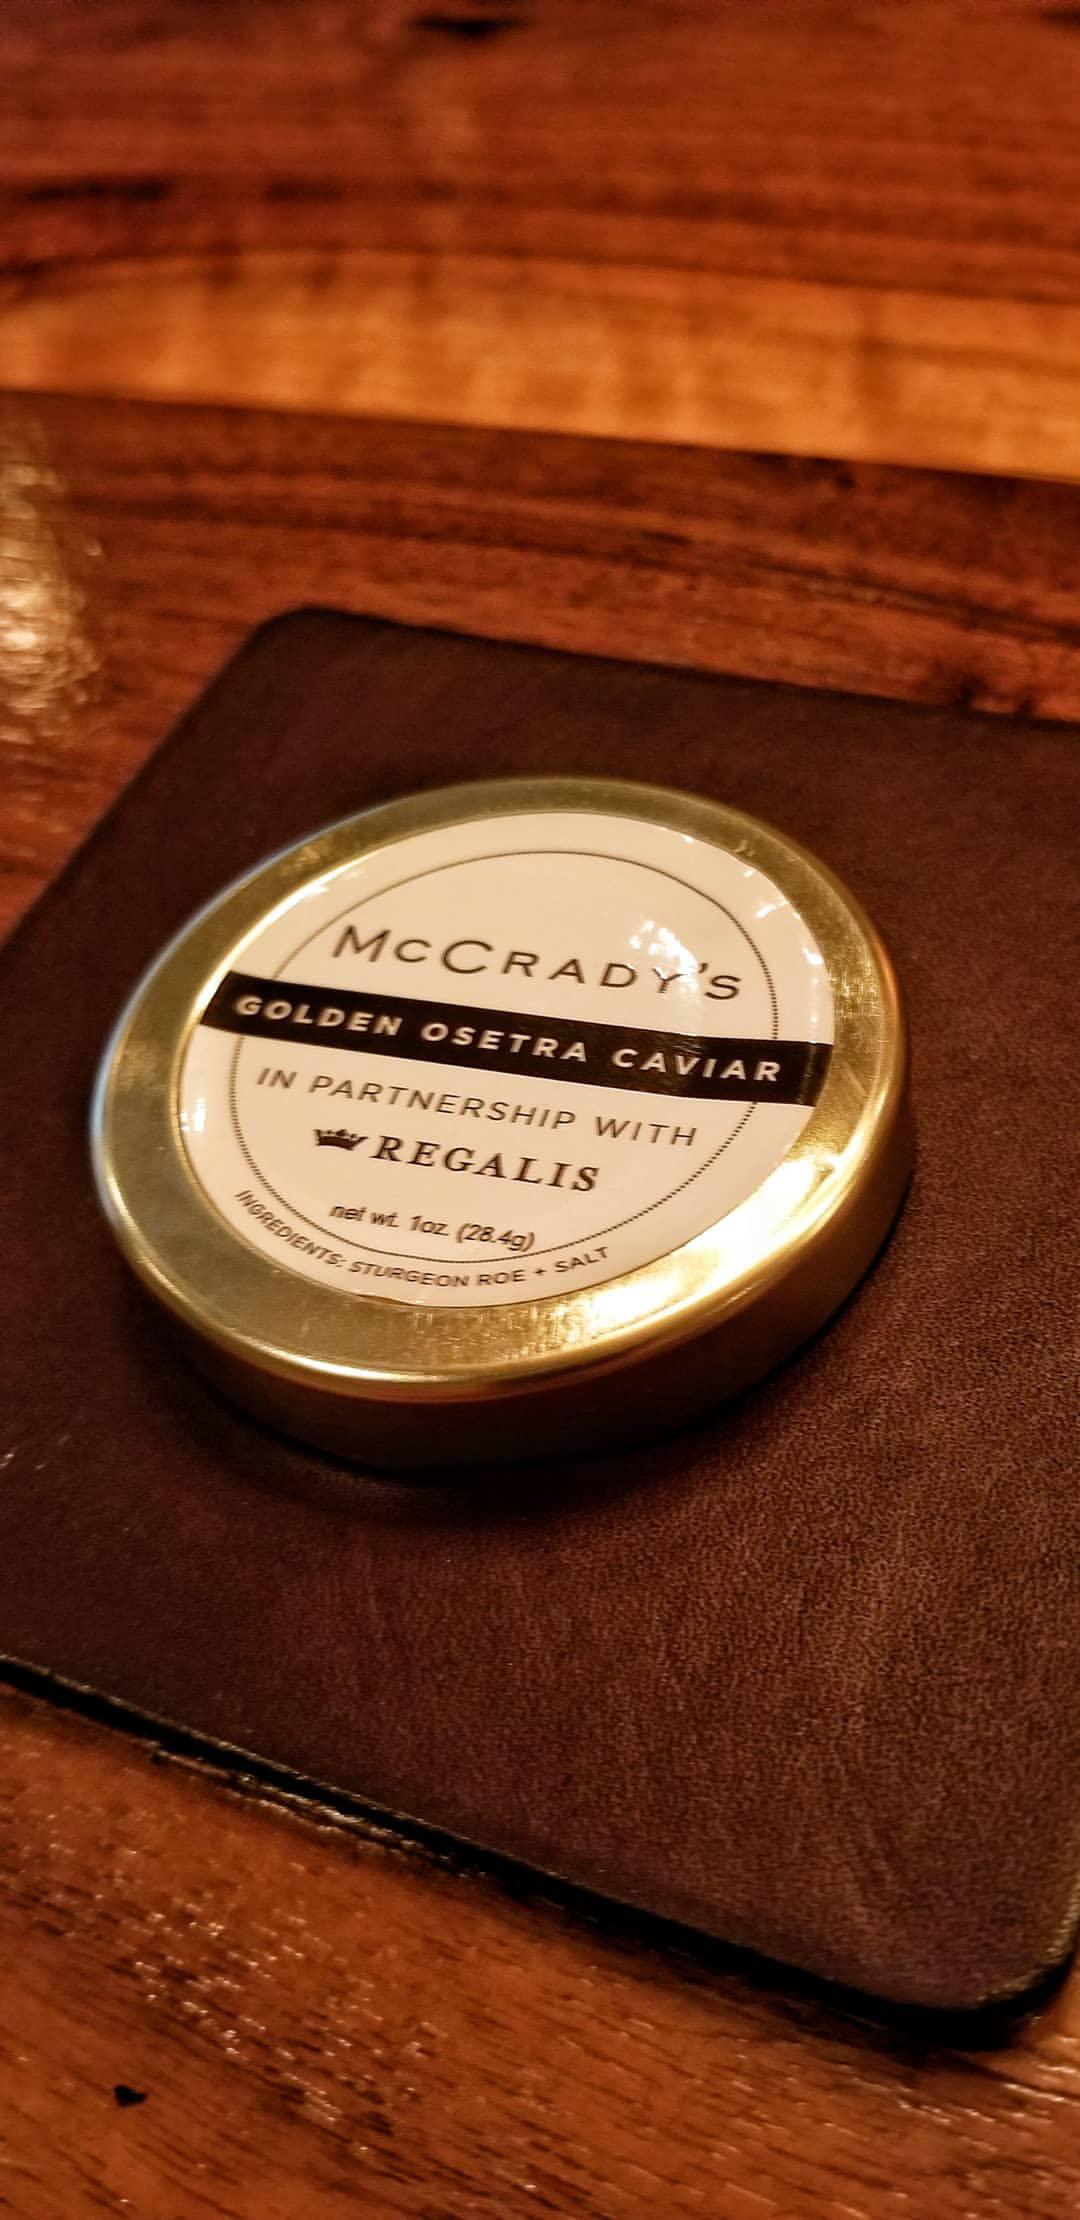 McCRADY'S
GOLDEN OSETRA CAVIAR
IN PARTNERSHIP WITH
REGALIS
net wt. 1oz. (28.4g)
INGREDIENTS: STURGEON ROE + SALT